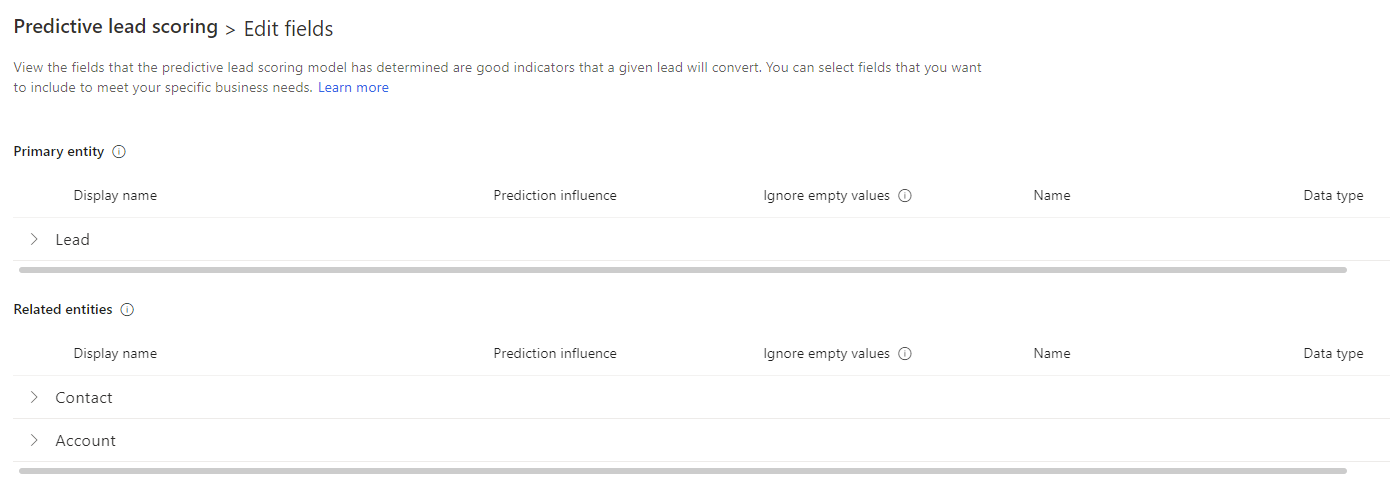 Predictive lead scoring > Edit fields
View the fields that the predictive lead scoring model has determined are good indicators that a given lead will convert. You can select fields that you want
to include to meet your specific business needs. Learn more
Primary entity
Display name Prediction influence Ignore empty values Name Data type
Lead
Related entities
Display name Prediction influence Ignore empty values Name Data type
Contact
Account